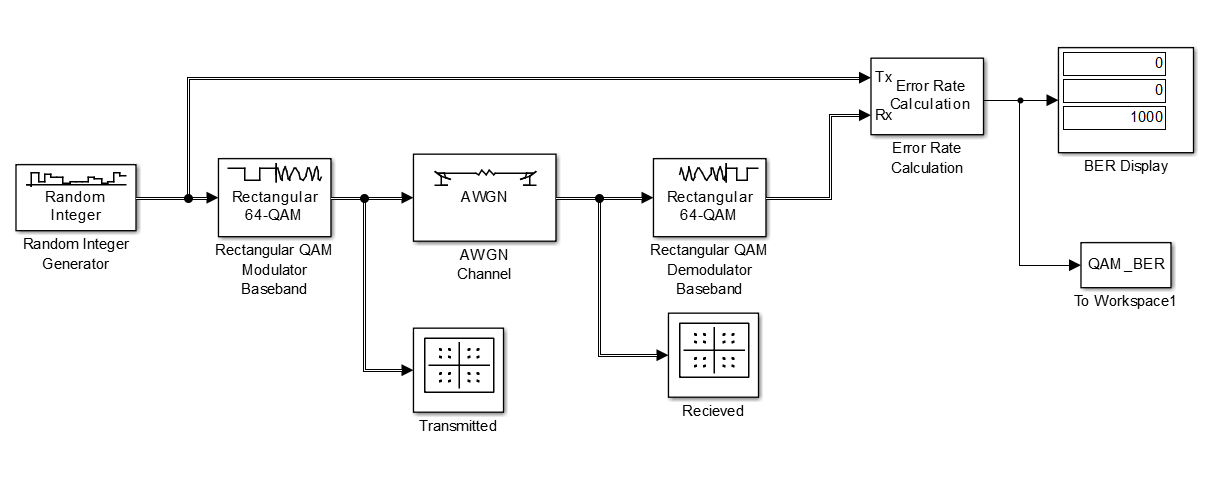 Tx
Error Rate
Calculation
Rx
Error Rate
Calculation
0
0
1000
BER Display
Random
Integer
Random Integer
Generator
Rectangular
64-QAM
Rectangular QAM
Modulator
Baseband
AWGN
AWGN
Channel
Rectangular
64-QAM
Rectangular QAM
Demodulator
Baseband
QAM_BER
To Workspace1
Transmitted
Recieved